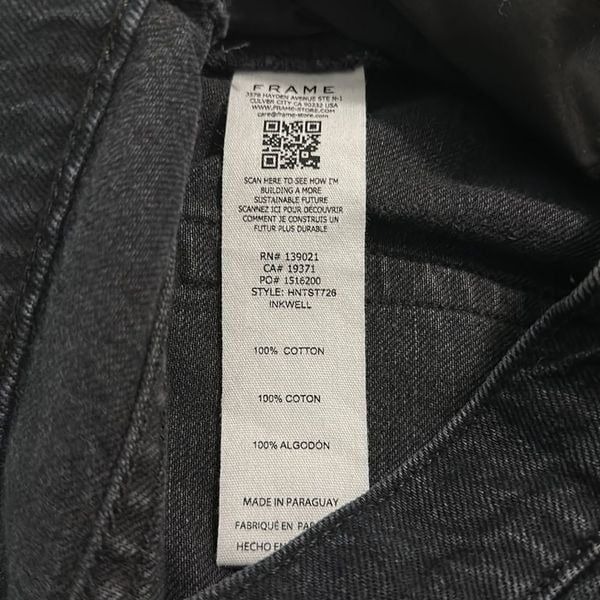 FRAME
3578 HAYDEN AVENUE STE N-1
CULVER CITY CA 90232 USA
WWW.FRAME-STORE.COM
care@frame-store.com
SCAN HERE TO SEE HOW I'M
BUILDING A MORE
SUSTAINABLE FUTURE
SCANNEZ ICI POUR DÉCOUVRIR
COMMENT JE CONSTRUIS UN
FUTUR PLUS DURABLE
RN# 139021
CA# 19371
PO# 1516200
STYLE: HNTST726
INKWELL
100% COTTON
100% COTON
100% ALGODÓN
MADE IN PARAGUAY
FABRIQUÉ EN
HECHO EN